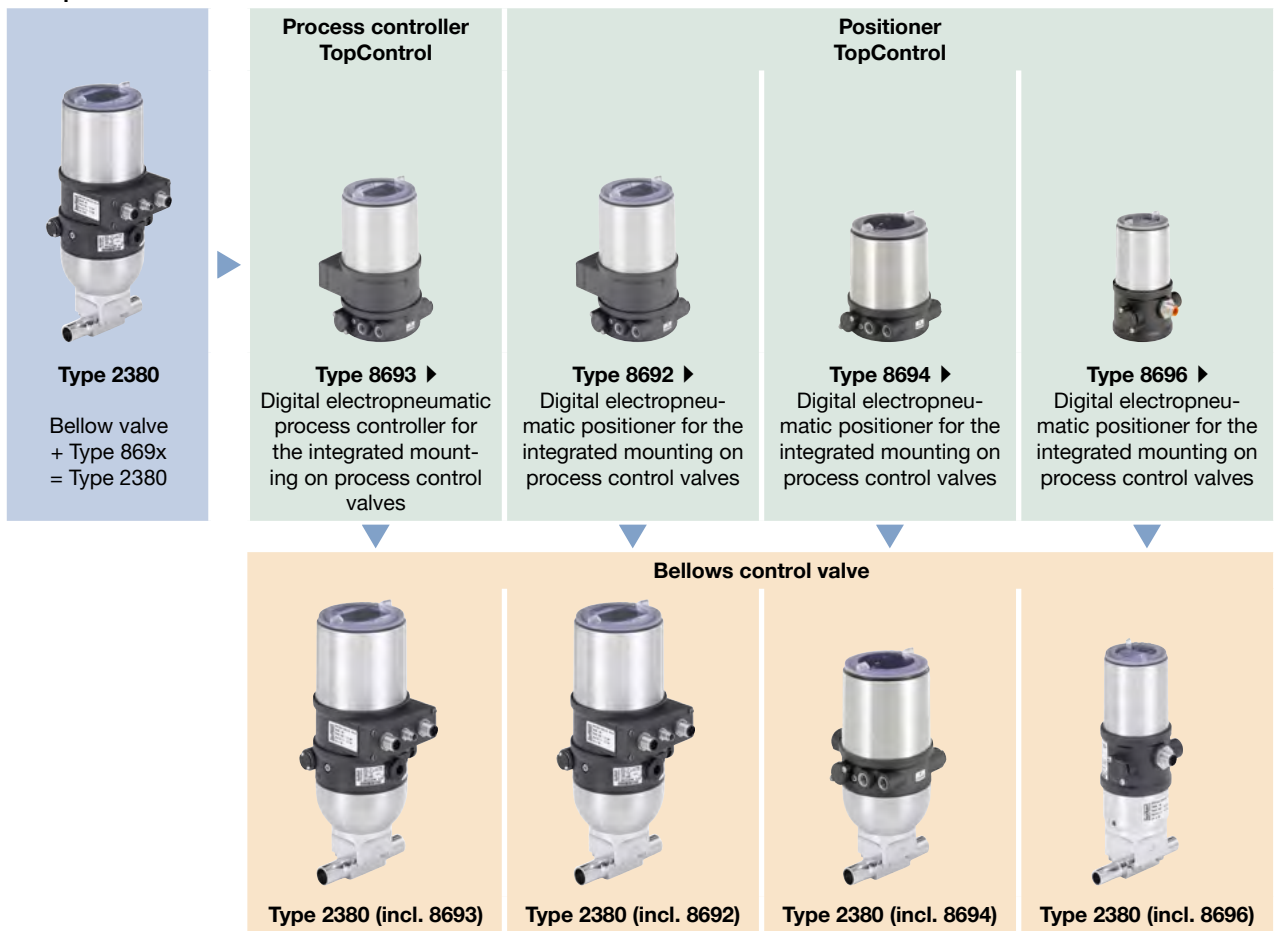 Process controller
TopControl
Positioner
TopControl
Type 2380
Bellow valve
+ Type 869x
= Type 2380
Type 8693
Digital electropneumatic
process controller for
the integrated mount-
ing on process control
valves
Type 8692
Digital electropneu-
matic positioner for the
integrated mounting on
process control valves
Type 8694
Digital electropneu-
matic positioner for the
integrated mounting on
process control valves
Type 8696
Digital electropneu-
matic positioner for the
integrated mounting on
process control valves
Bellows control valve
Type 2380 (incl. 8693)
Type 2380 (incl. 8692)
Type 2380 (incl. 8694)
Type 2380 (incl. 8696)